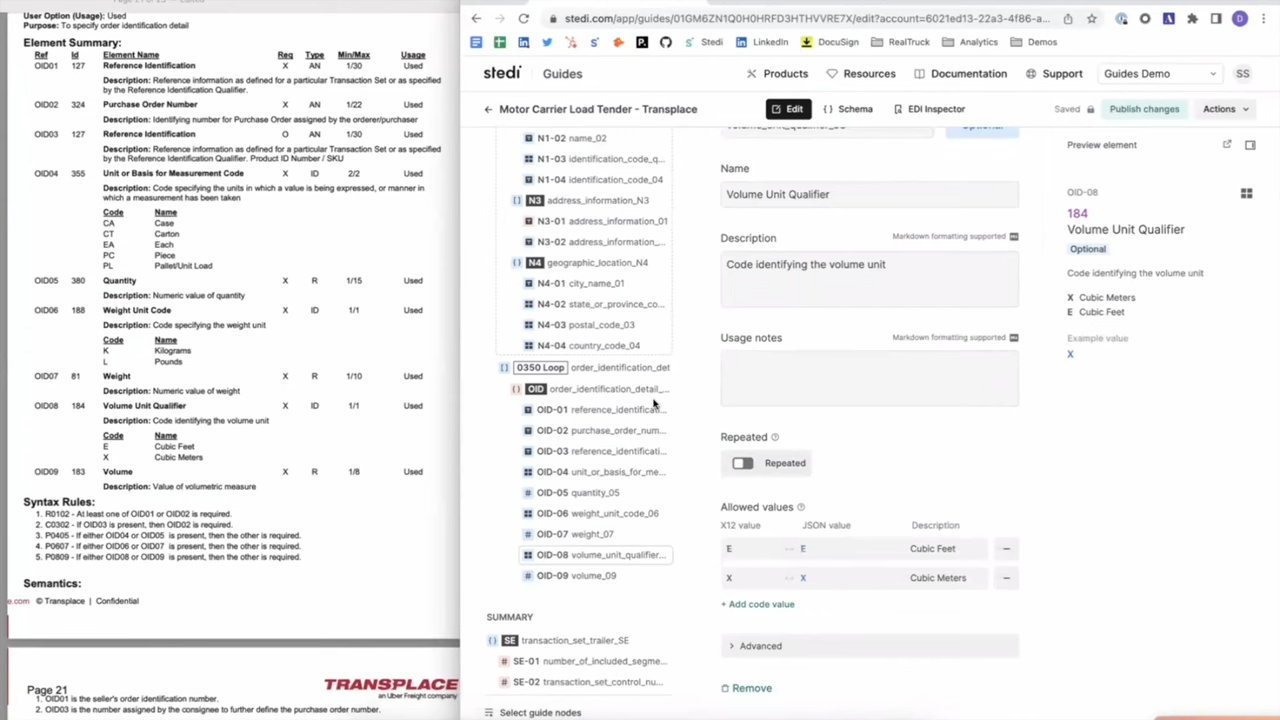 User Option (Usage): Used
Purpose: To specify order identification detail
Element Summary:
Ref Id Element Name Req Type Min/Max Usage
OID01 127 Reference Identification X AN 1/30 Used
Description: Reference information as defined for a particular Transaction Set or as specified
by the Reference Identification Qualifier.
OID02 324 Purchase Order Number X AN 1/22 Used
Description: Identifying number for Purchase Order assigned by the orderer/purchaser
OID03 127 Reference Identification O AN 1/30 Used
Description: Reference information as defined for a particular Transaction Set or as specified
by the Reference Identification Qualifier. Product ID Number / SKU
OID04 355 Unit or Basis for Measurement Code X ID 2/2 Used
Description: Code specifying the units in which a value is being expressed, or manner in
which a measurement has been taken
Code Name
CA Case
CT Carton
EA Each
PC Piece
PL Pallet/Unit Load
OID05 380 Quantity X R 1/15 Used
Description: Numeric value of quantity
OID06 188 Weight Unit Code X ID 1/1 Used
Description: Code specifying the weight unit
Code Name
K Kilograms
L Pounds
OID07 81 Weight X R 1/10 Used
Description: Numeric value of weight
OID08 184 Volume Unit Qualifier X ID 1/1 Used
Description: Code identifying the volume unit
Code Name
E Cubic Feet
X Cubic Meters
OID09 183 Volume X R 1/8 Used
Description: Value of volumetric measure
Syntax Rules:
1. R0102 - At least one of OID01 or OID02 is required.
2. C0302 - If OID03 is present, then OID02 is required.
3. P0405 - If either OID04 or OID05 is present, then the other is required.
4. P0607 - If either OID06 or OID07 is present, then the other is required.
5. P0809 - If either OID08 or OID09 is present, then the other is required.
Semantics:
e.com © Transplace | Confidential
Page 21
TRANSPLACE
an Uber Freight company
1. OID01 is the seller's order identification number.
2. OID03 is the number assigned by the consignee to further define the purchase order number.
stedi.com/app/guides/01GM6ZN1Q0H0HRFD3HTHVVRE7X/edit?account=6021ed13-22a3-4f86-a...
Stedi LinkedIn DocuSign RealTruck Analytics Demos
stedi Guides Products Resources Documentation Support Guides Demo SS
Motor Carrier Load Tender - Transplace Edit Schema EDI Inspector Saved Publish changes Actions
N1-02 name_02
N1-03 identification_code_q...
N1-04 identification_code_04
N3 address_information_N3
N3-01 address_information_01
N3-02 address_information_...
N4 geographic_location_N4
N4-01 city_name_01
N4-02 state_or_province_co...
N4-03 postal_code_03
N4-04 country_code_04
0350 Loop order_identification_det
OID order_identification_detail_...
OID-01 reference_identificat...
OID-02 purchase_order_num...
OID-03 reference_identificati...
OID-04 unit_or_basis_for_me...
OID-05 quantity_05
OID-06 weight_unit_code_06
OID-07 weight_07
OID-08 volume_unit_qualifier...
OID-09 volume_09
SUMMARY
SE transaction_set_trailer_SE
SE-01 number_of_included_segme...
SE-02 transaction_set_control_nu...
Select guide nodes
Name
Volume Unit Qualifier
Description Markdown formatting supported
Code identifying the volume unit
Usage notes Markdown formatting supported
Repeated
Repeated
Allowed values
X12 value JSON value Description
E E Cubic Feet
X X Cubic Meters
+ Add code value
Advanced
Remove
Preview element
OID-08
184
Volume Unit Qualifier
Optional
Code identifying the volume unit
X Cubic Meters
E Cubic Feet
Example value
X